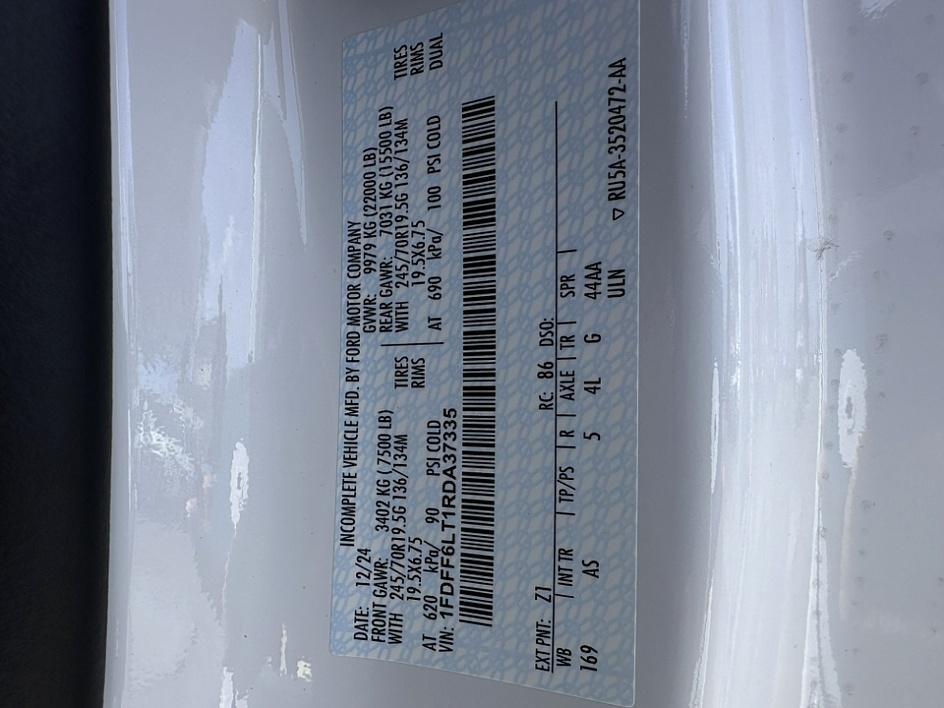 INCOMPLETE VEHICLE MFD. BY FORD MOTOR COMPANY
DATE: 12/24 GVWR: 9979 KG (22000 LB)
FRONT GAWR: 3402 KG ( 7500 LB) REAR GAWR: 7031 KG (15500 LB)
WITH 245/70R19.5G 136/134M TIRES WITH 245/70R19.5G 136/134M TIRES
19.5X6.75 RIMS 19.5X6.75 RIMS
AT 620 kPa/ 90 PSI COLD AT 690 kPa/ 100 PSI COLD DUAL
VIN: 1FDFF6LT1RDA37335
EXT PNT: Z1 RC: 86 DSO:
WB | INT TR | TP/PS | R | AXLE | TR | SPR |
169 AS 5 4L G 44AA
ULN ▽ RU5A-3520472-AA